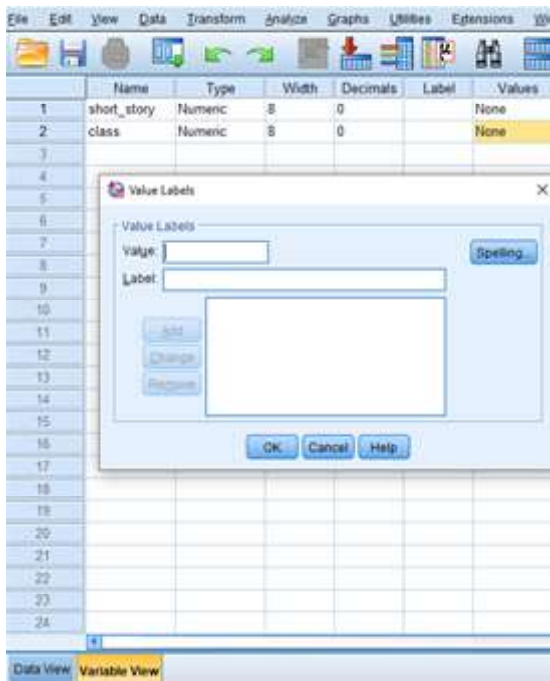 File Edit View Data Transform Analyze Graphs Utilities Extensions
Name Type Width Decimals Label Values
1 short_story Numeric 8 0 None
2 class Numeric 8 0 None
3
4
5
6
7
8
9
10
11
12
13
14
15
16
17
18
19
20
21
22
23
24
Value Labels
Value Labels
Value:
Spelling...
Label:
Add
Change
Remove
OK Cancel Help
Data View Variable View